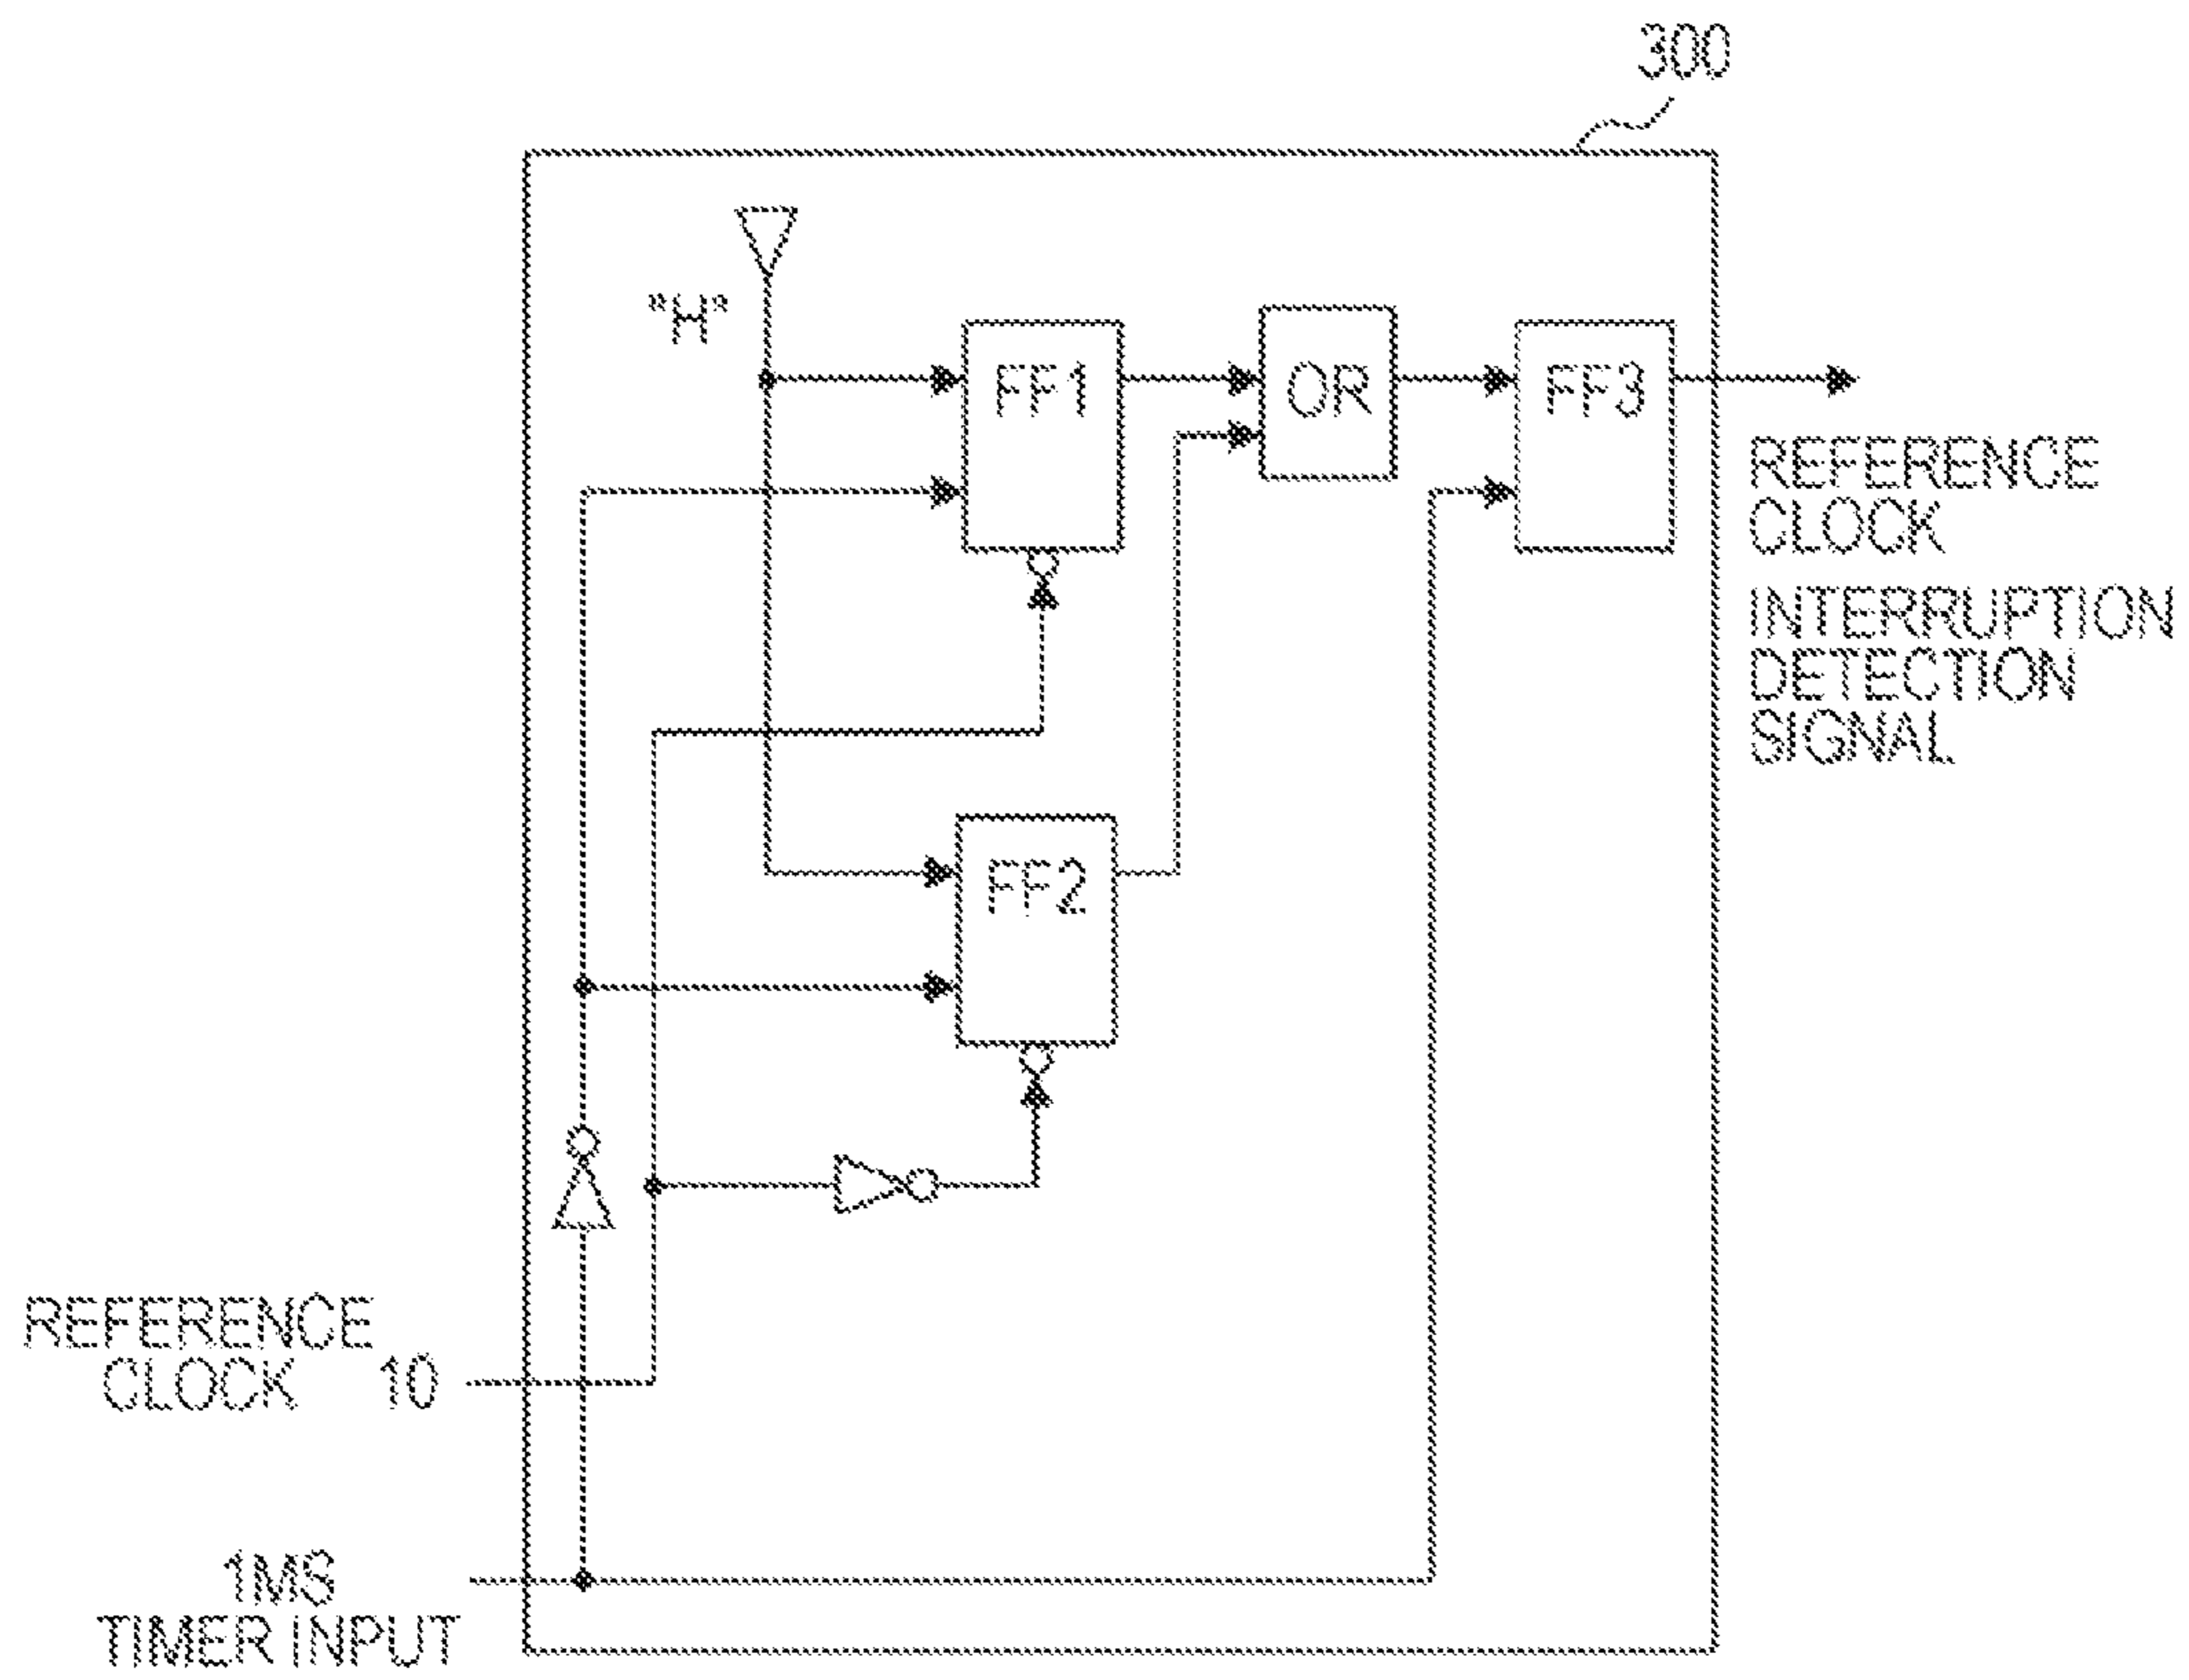 300
"H"
FF1
OR
FF3
REFERENCE
CLOCK
INTERRUPTION
DETECTION
SIGNAL
FF2
REFERENCE
CLOCK 10
1MS
TIMER INPUT